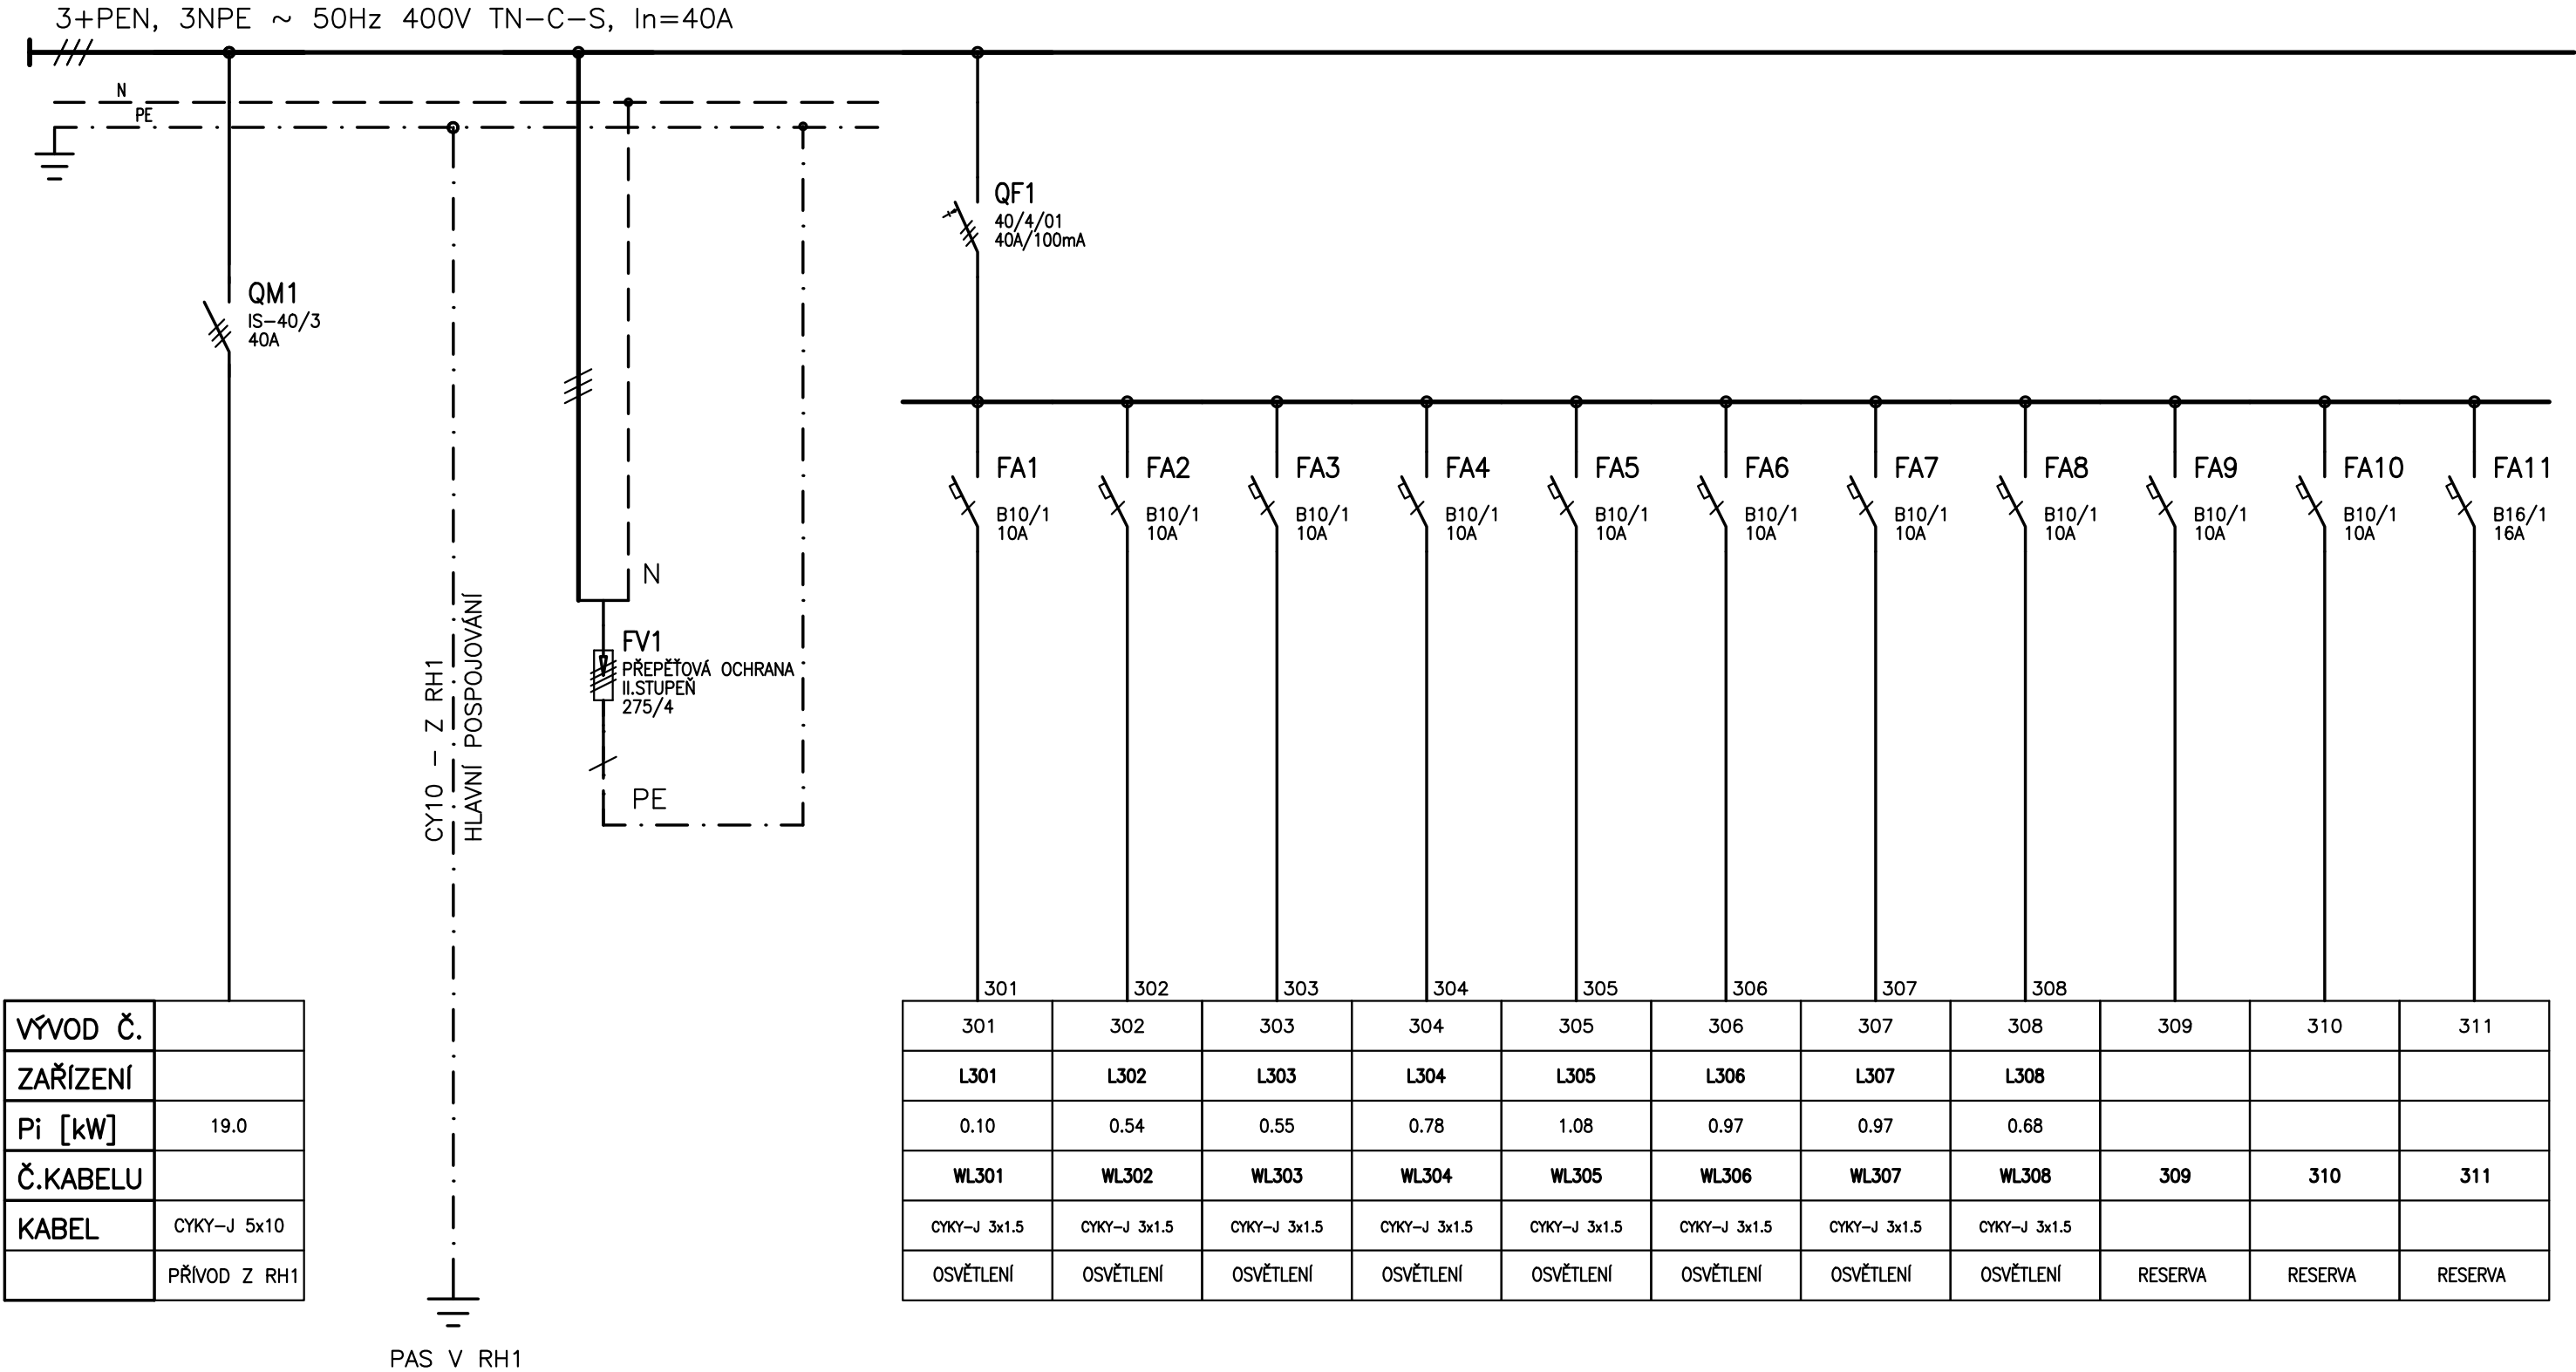 3+PEN, 3NPE ~ 50Hz 400V TN-C-S, In=40A
N
PE
QF1
40/4/01
40A/100mA
QM1
IS-40/3
40A
FA1
B10/1
10A
FA2
B10/1
10A
FA3
B10/1
10A
FA4
B10/1
10A
FA5
B10/1
10A
FA6
B10/1
10A
FA7
B10/1
10A
FA8
B10/1
10A
FA9
B10/1
10A
FA10
B10/1
10A
FA11
B16/1
16A
N
FV1
PŘEPĚŤOVÁ OCHRANA
II.STUPEŇ
275/4
PE
CY10 - Z RH1
HLAVNÍ POSPOJOVÁNÍ
301 302 303 304 305 306 307 308
VÝVOD Č. 301 302 303 304 305 306 307 308 309 310 311
ZAŘÍZENÍ L301 L302 L303 L304 L305 L306 L307 L308
Pi [kW] 19.0 0.10 0.54 0.55 0.78 1.08 0.97 0.97 0.68
Č.KABELU WL301 WL302 WL303 WL304 WL305 WL306 WL307 WL308 309 310 311
KABEL CYKY-J 5x10 CYKY-J 3x1.5 CYKY-J 3x1.5 CYKY-J 3x1.5 CYKY-J 3x1.5 CYKY-J 3x1.5 CYKY-J 3x1.5 CYKY-J 3x1.5 CYKY-J 3x1.5
PŘÍVOD Z RH1 OSVĚTLENÍ OSVĚTLENÍ OSVĚTLENÍ OSVĚTLENÍ OSVĚTLENÍ OSVĚTLENÍ OSVĚTLENÍ OSVĚTLENÍ RESERVA RESERVA RESERVA
PAS V RH1